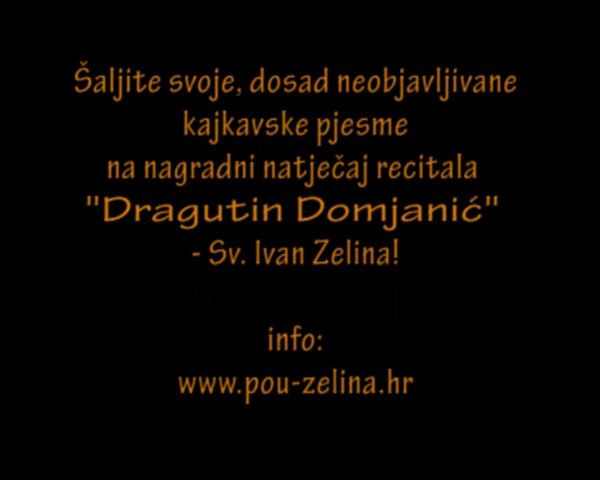 Šaljite svoje, dosad neobjavljivane
kajkavske pjesme
na nagradni natječaj recitala
"Dragutin Domjanić"
- Sv. Ivan Zelina!
info:
www.pou-zelina.hr